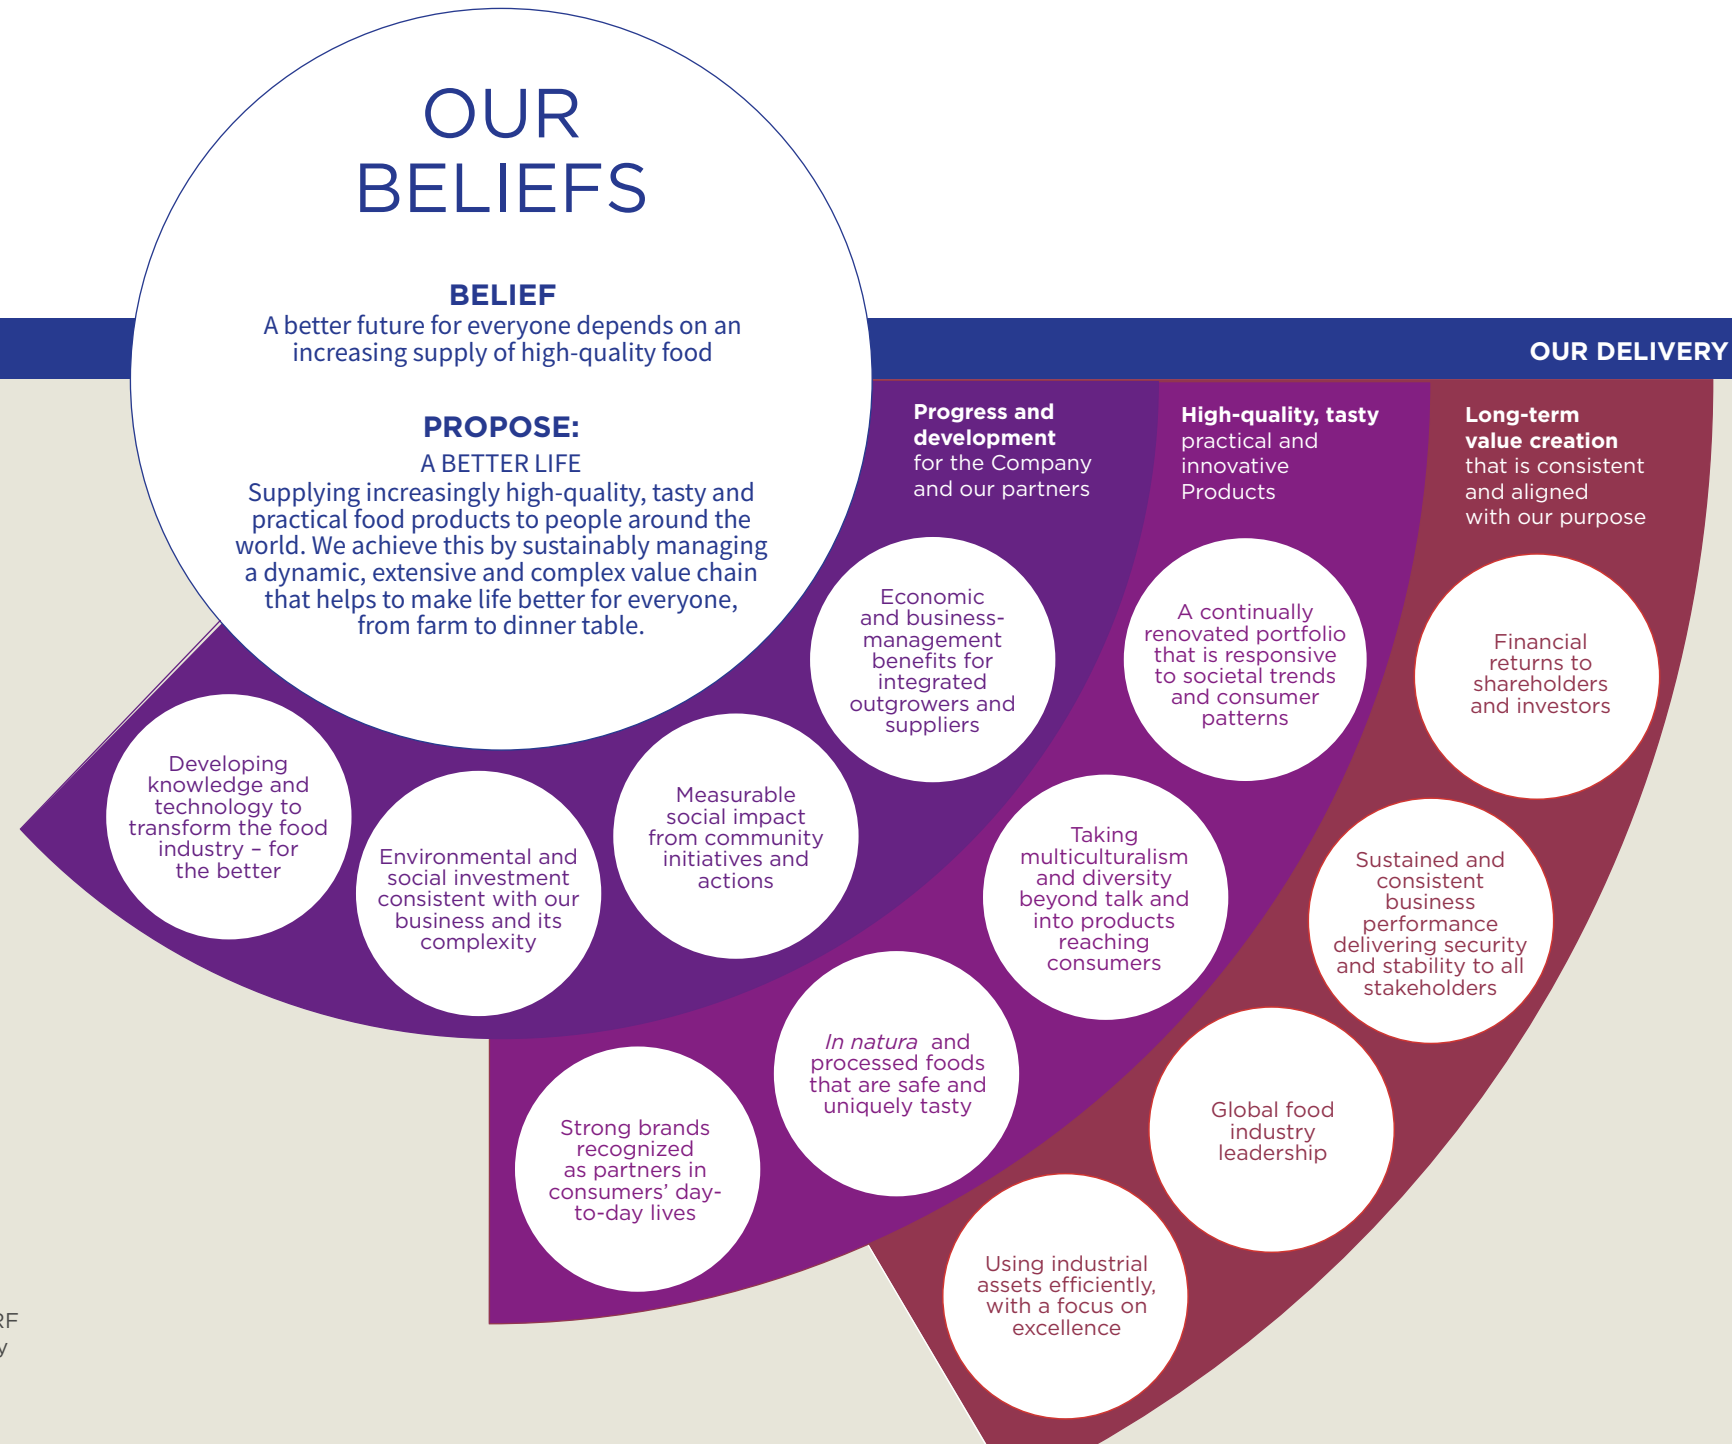 OUR
BELIEFS
BELIEF
A better future for everyone depends on an
increasing supply of high-quality food
PROPOSE:
A BETTER LIFE
Supplying increasingly high-quality, tasty and
practical food products to people around the
world. We achieve this by sustainably managing
a dynamic, extensive and complex value chain
that helps to make life better for everyone,
from farm to dinner table.
OUR DELIVERY
Progress and
development
for the Company
and our partners
Economic
and business-
management
benefits for
integrated
outgrowers and
suppliers
Measurable
social impact
from community
initiatives and
actions
Environmental and
social investment
consistent with our
business and its
complexity
Developing
knowledge and
technology to
transform the food
industry – for
the better
High-quality, tasty
practical and
innovative
Products
A continually
renovated portfolio
that is responsive
to societal trends
and consumer
patterns
Taking
multiculturalism
and diversity
beyond talk and
into products
reaching
consumers
In natura and
processed foods
that are safe and
uniquely tasty
Strong brands
recognized
as partners in
consumers’ day-
to-day lives
Long-term
value creation
that is consistent
and aligned
with our purpose
Financial
returns to
shareholders
and investors
Sustained and
consistent
business
performance
delivering security
and stability to all
stakeholders
Global food
industry
leadership
Using industrial
assets efficiently,
with a focus on
excellence